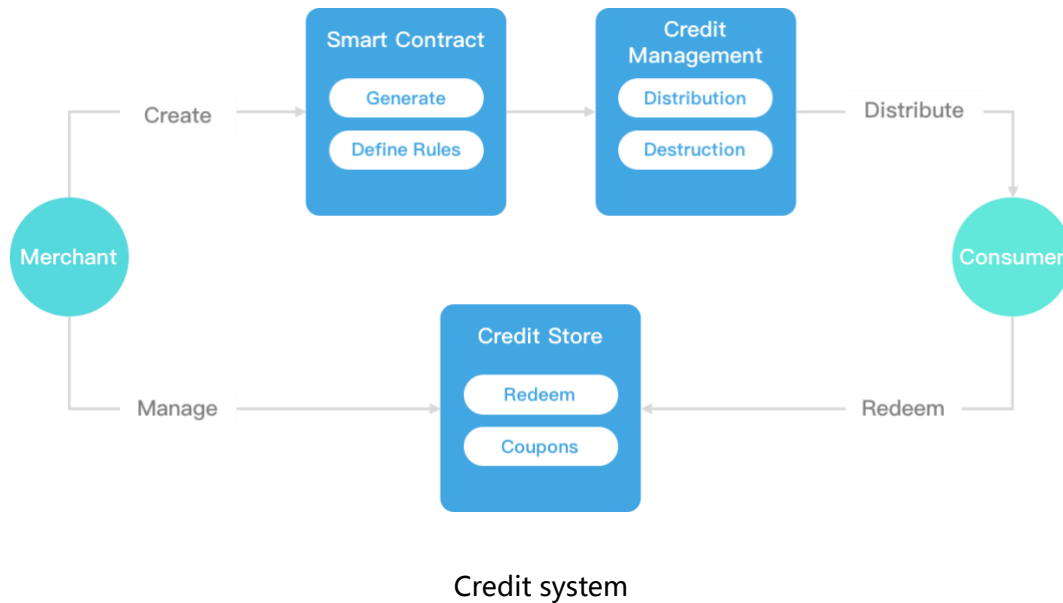 Smart Contract
Generate
Define Rules
Credit
Management
Distribution
Destruction
Create
Distribute
Merchant
Consumer
Credit Store
Redeem
Coupons
Manage
Redeem
Credit system